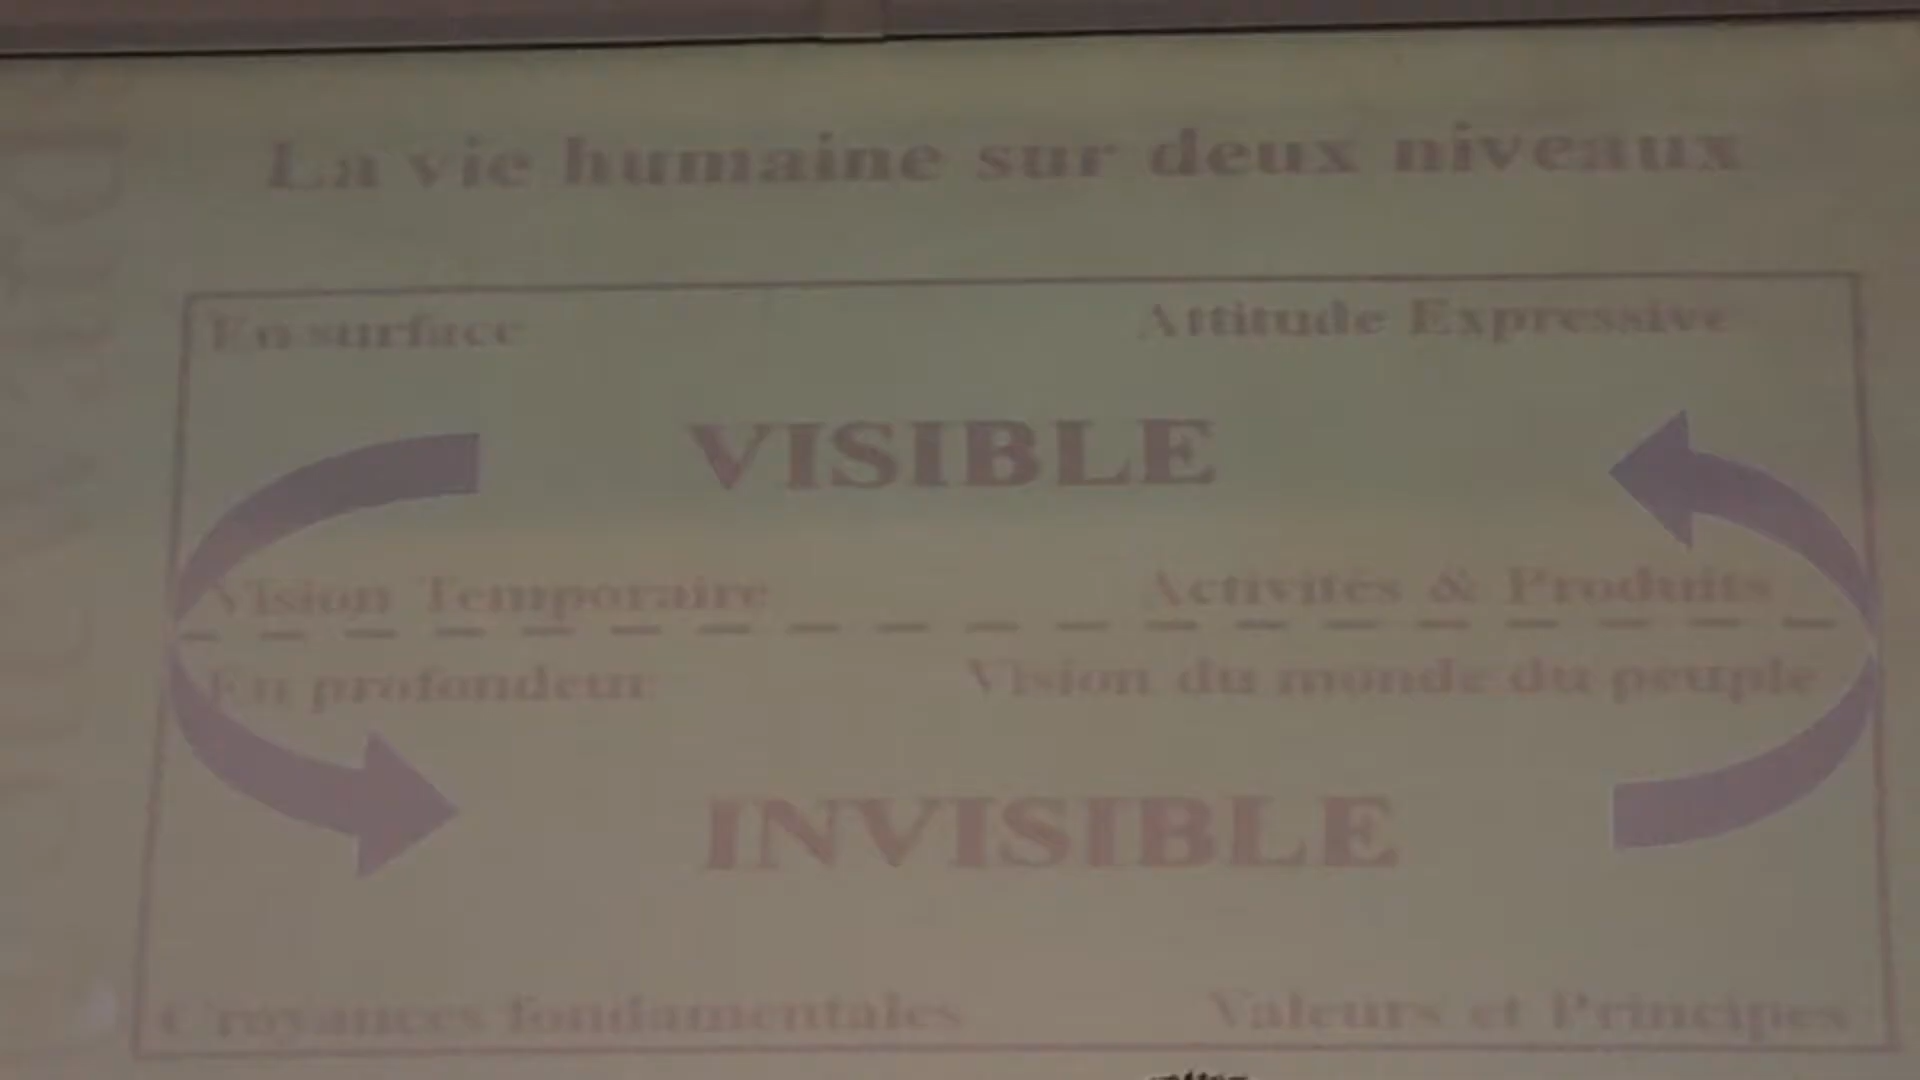 La vie humaine sur deux niveaux
En surface
Attitude Expressive
VISIBLE
Vision Temporaire
Activités & Produits
En profondeur
Vision du monde du peuple
INVISIBLE
Croyances fondamentales
Valeurs et Principes